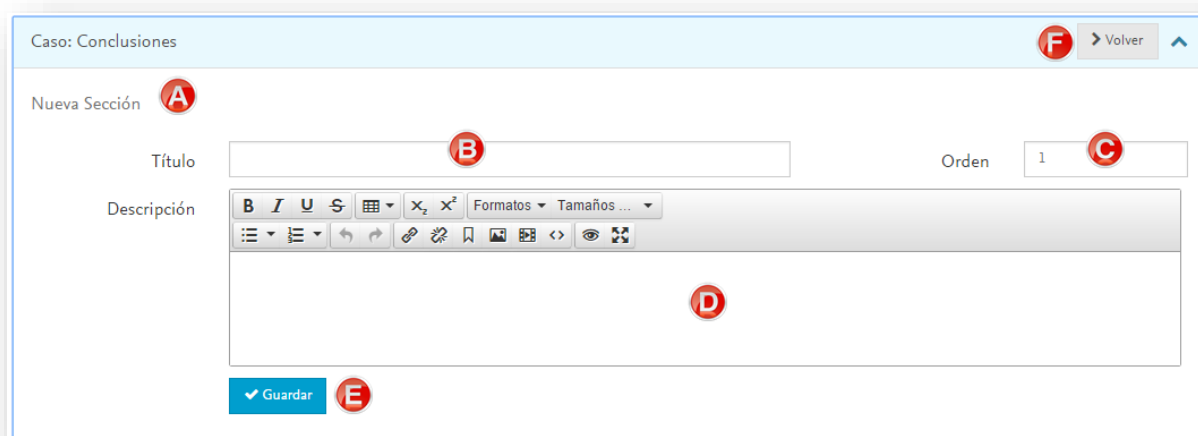 Caso: Conclusiones F Volver
Nueva Sección A
Título B Orden 1 C
Descripción B I U S X₂ X² Formatos Tamaños ...
D
Guardar E